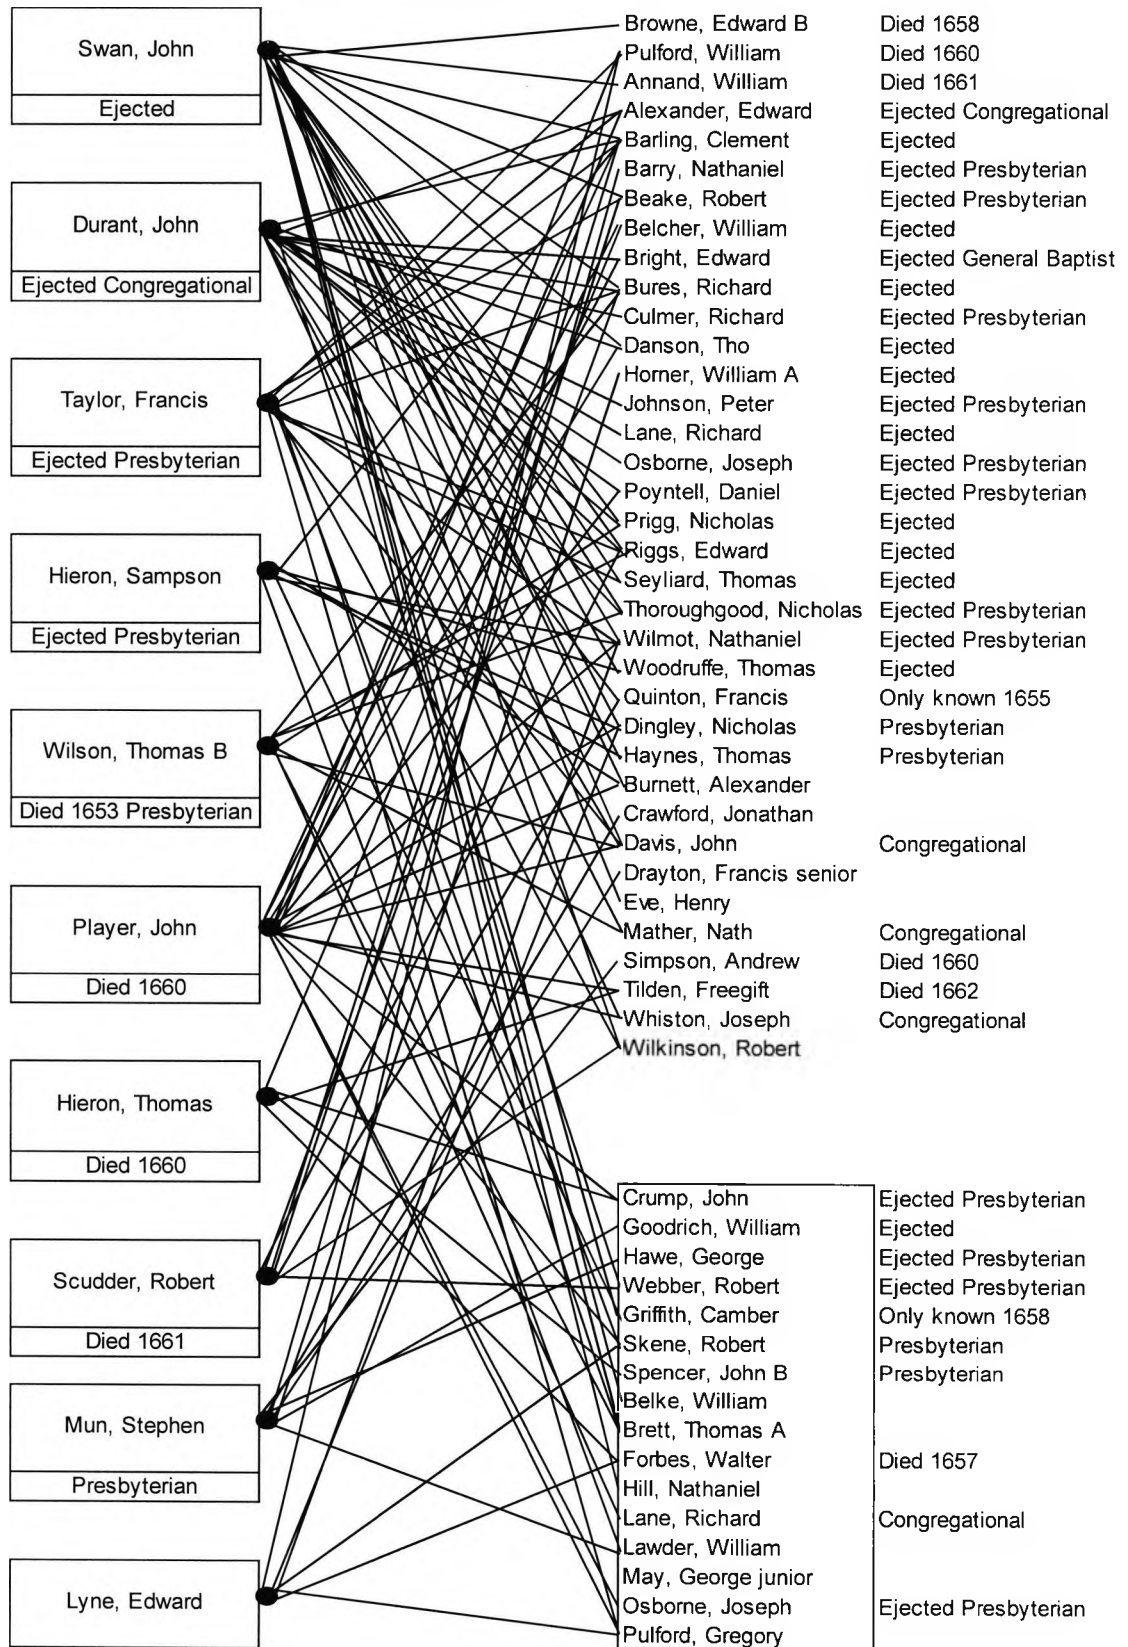 Swan, John
Ejected
Durant, John
Ejected Congregational
Taylor, Francis
Ejected Presbyterian
Hieron, Sampson
Ejected Presbyterian
Wilson, Thomas B
Died 1653 Presbyterian
Player, John
Died 1660
Hieron, Thomas
Died 1660
Scudder, Robert
Died 1661
Mun, Stephen
Presbyterian
Lyne, Edward
Browne, Edward B Died 1658
Pulford, William Died 1660
Annand, William Died 1661
Alexander, Edward Ejected Congregational
Barling, Clement Ejected
Barry, Nathaniel Ejected Presbyterian
Beake, Robert Ejected Presbyterian
Belcher, William Ejected
Bright, Edward Ejected General Baptist
Bures, Richard Ejected
Culmer, Richard Ejected Presbyterian
Danson, Tho Ejected
Horner, William A Ejected
Johnson, Peter Ejected Presbyterian
Lane, Richard Ejected
Osborne, Joseph Ejected Presbyterian
Poyntell, Daniel Ejected Presbyterian
Prigg, Nicholas Ejected
Riggs, Edward Ejected
Seyliard, Thomas Ejected
Thoroughgood, Nicholas Ejected Presbyterian
Wilmot, Nathaniel Ejected Presbyterian
Woodruffe, Thomas Ejected
Quinton, Francis Only known 1655
Dingley, Nicholas Presbyterian
Haynes, Thomas Presbyterian
Burnett, Alexander
Crawford, Jonathan
Davis, John Congregational
Drayton, Francis senior
Eve, Henry
Mather, Nath Congregational
Simpson, Andrew Died 1660
Tilden, Freegift Died 1662
Whiston, Joseph Congregational
Wilkinson, Robert
Crump, John Ejected Presbyterian
Goodrich, William Ejected
Hawe, George Ejected Presbyterian
Webber, Robert Ejected Presbyterian
Griffith, Camber Only known 1658
Skene, Robert Presbyterian
Spencer, John B Presbyterian
Belke, William
Brett, Thomas A
Forbes, Walter Died 1657
Hill, Nathaniel
Lane, Richard Congregational
Lawder, William
May, George junior
Osborne, Joseph Ejected Presbyterian
Pulford, Gregory